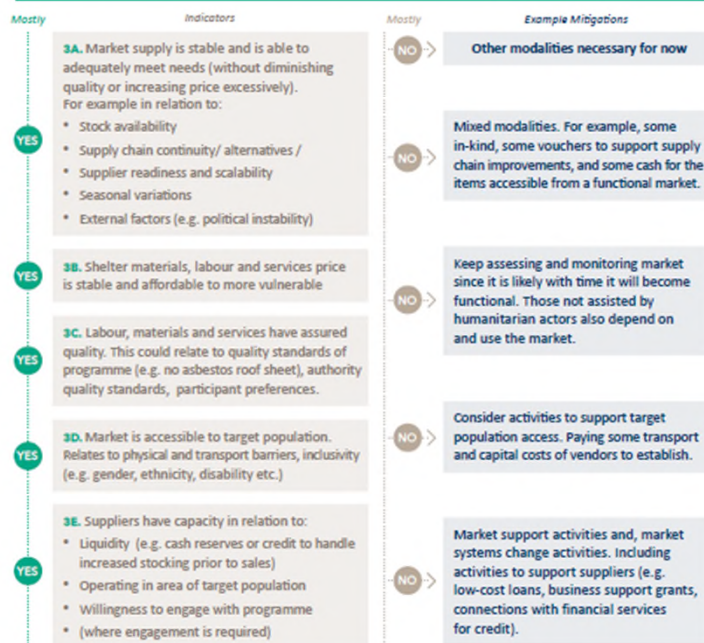 Mostly
Indicators
Mostly
Example Mitigations
YES
3A. Market supply is stable and is able to
adequately meet needs (without diminishing
quality or increasing price excessively).
For example in relation to:
• Stock availability
• Supply chain continuity/ alternatives /
• Supplier readiness and scalability
• Seasonal variations
• External factors (e.g. political instability)
NO
Other modalities necessary for now
NO
Mixed modalities. For example, some
in-kind, some vouchers to support supply
chain improvements, and some cash for the
items accessible from a functional market.
YES
3B. Shelter materials, labour and services price
is stable and affordable to more vulnerable
NO
Keep assessing and monitoring market
since it is likely with time it will become
functional. Those not assisted by
humanitarian actors also depend on
and use the market.
YES
3C. Labour, materials and services have assured
quality. This could relate to quality standards of
programme (e.g. no asbestos roof sheet), authority
quality standards, participant preferences.
YES
3D. Market is accessible to target population.
Relates to physical and transport barriers, inclusivity
(e.g. gender, ethnicity, disability etc.)
NO
Consider activities to support target
population access. Paying some transport
and capital costs of vendors to establish.
YES
3E. Suppliers have capacity in relation to:
• Liquidity (e.g. cash reserves or credit to handle
increased stocking prior to sales)
• Operating in area of target population
• Willingness to engage with programme
• (where engagement is required)
NO
Market support activities and, market
systems change activities. Including
activities to support suppliers (e.g.
low-cost loans, business support grants,
connections with financial services
for credit).